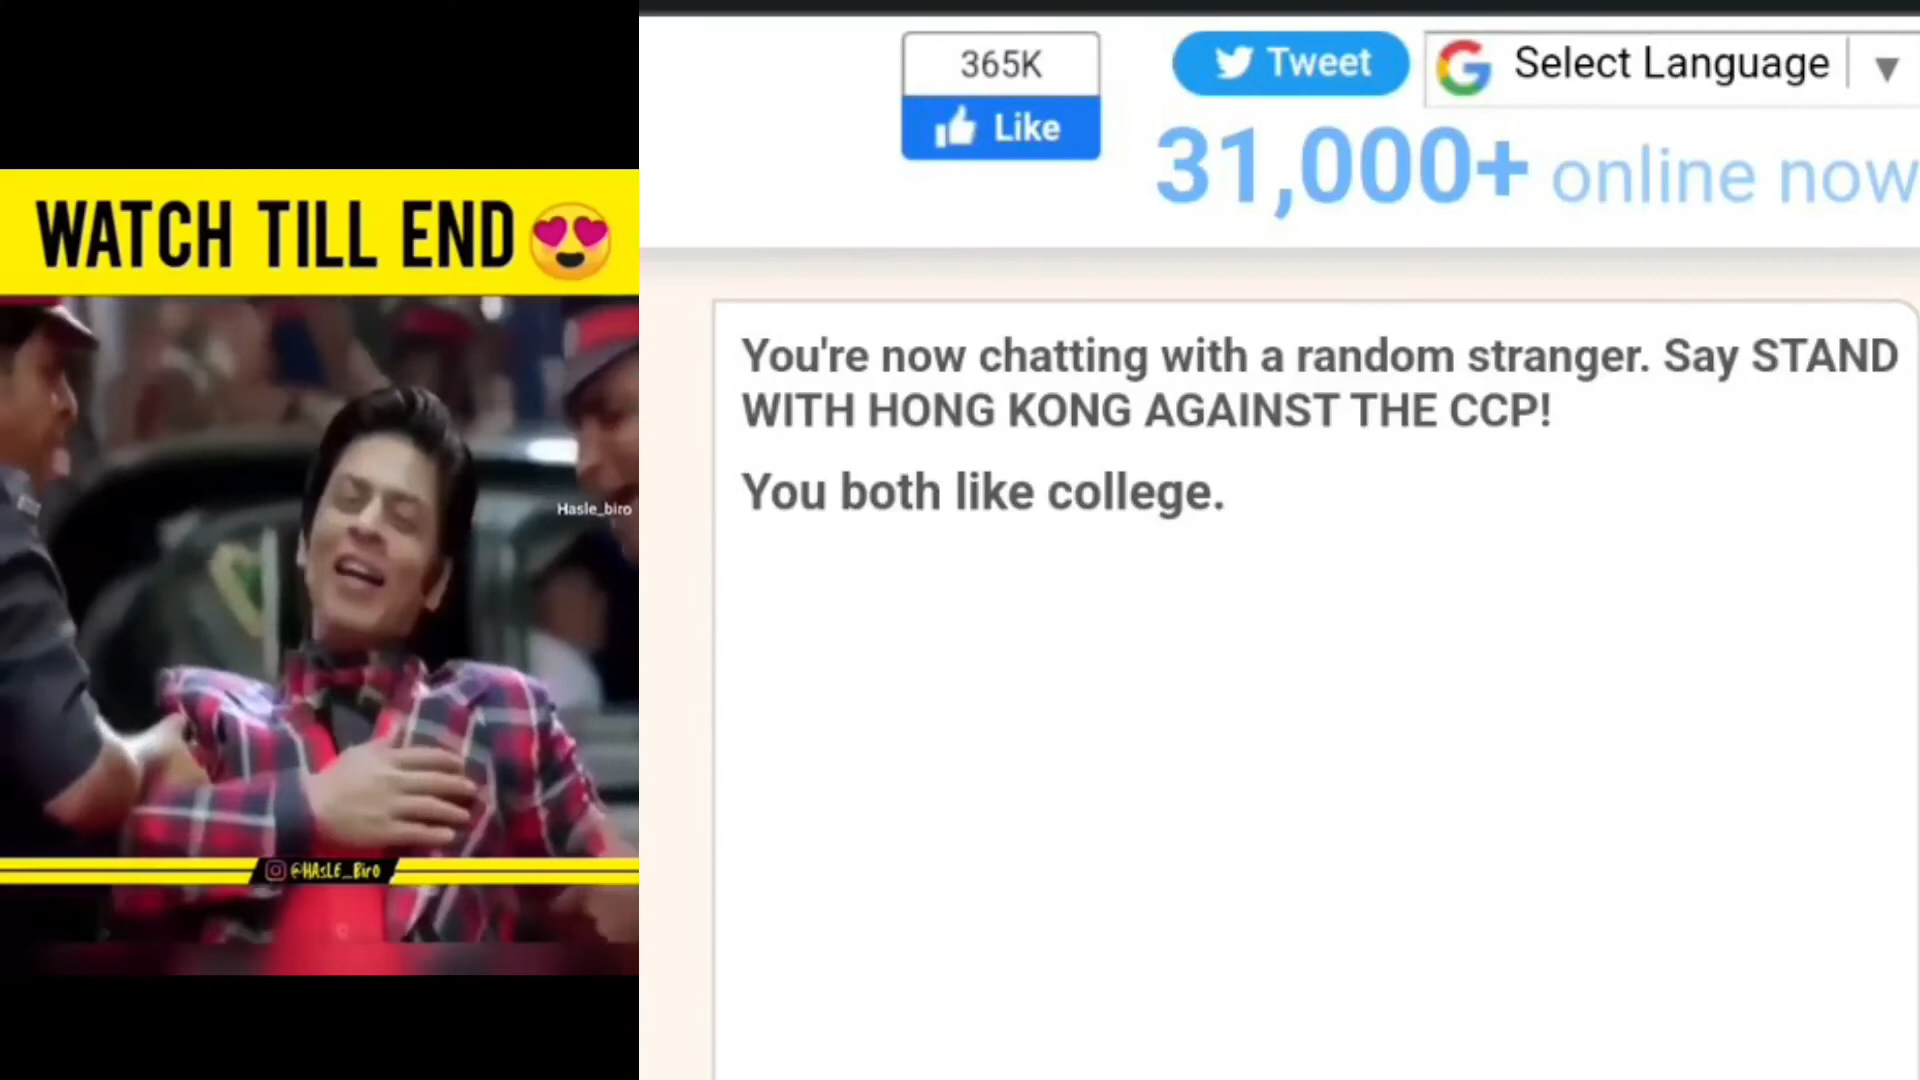 WATCH TILL END
Hasle_biro
@HAsLE_Biro
365K
Like
Tweet
Select Language
31,000+ online now
You're now chatting with a random stranger. Say STAND
WITH HONG KONG AGAINST THE CCP!
You both like college.